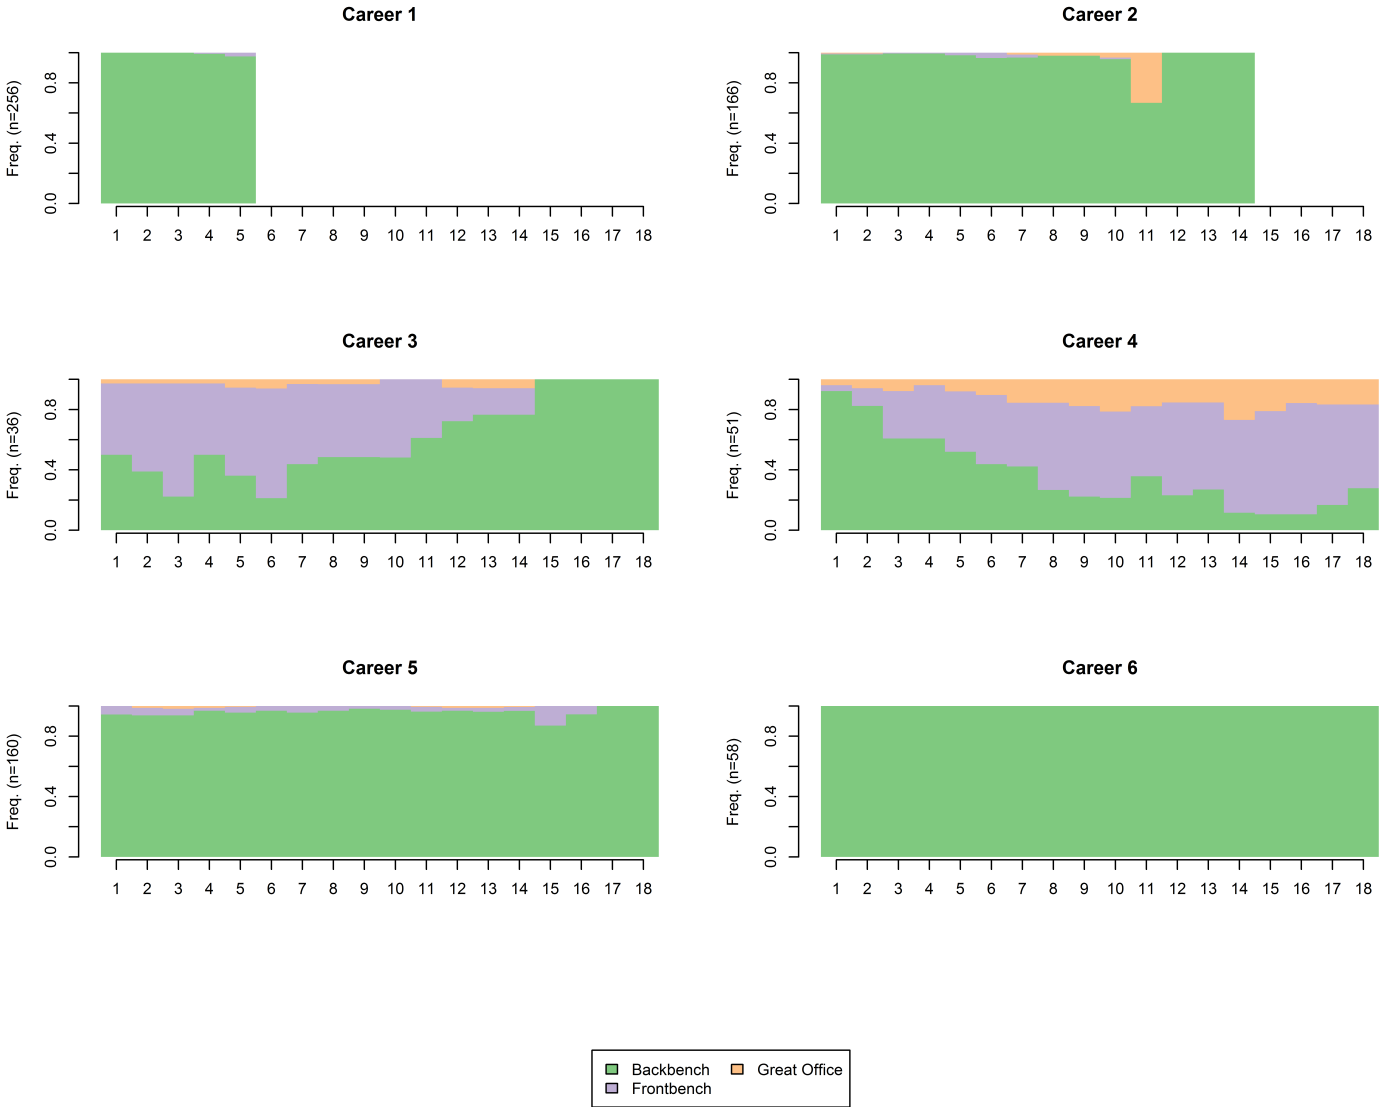 Career 1
Freq. (n=256)
0.0 0.4 0.8
1 2 3 4 5 6 7 8 9 10 11 12 13 14 15 16 17 18
Career 2
Freq. (n=166)
0.0 0.4 0.8
1 2 3 4 5 6 7 8 9 10 11 12 13 14 15 16 17 18
Career 3
Freq. (n=36)
0.0 0.4 0.8
1 2 3 4 5 6 7 8 9 10 11 12 13 14 15 16 17 18
Career 4
Freq. (n=51)
0.0 0.4 0.8
1 2 3 4 5 6 7 8 9 10 11 12 13 14 15 16 17 18
Career 5
Freq. (n=160)
0.0 0.4 0.8
1 2 3 4 5 6 7 8 9 10 11 12 13 14 15 16 17 18
Career 6
Freq. (n=58)
0.0 0.4 0.8
1 2 3 4 5 6 7 8 9 10 11 12 13 14 15 16 17 18
Backbench Great Office
Frontbench